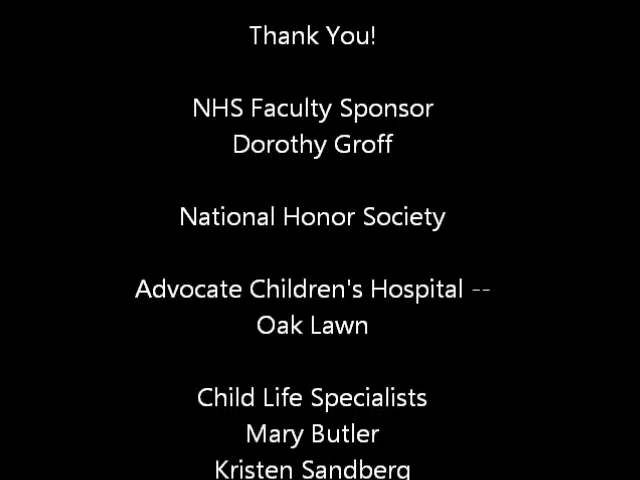 Thank You!
NHS Faculty Sponsor
Dorothy Groff
National Honor Society
Advocate Children's Hospital --
Oak Lawn
Child Life Specialists
Mary Butler
Kristen Sandberg